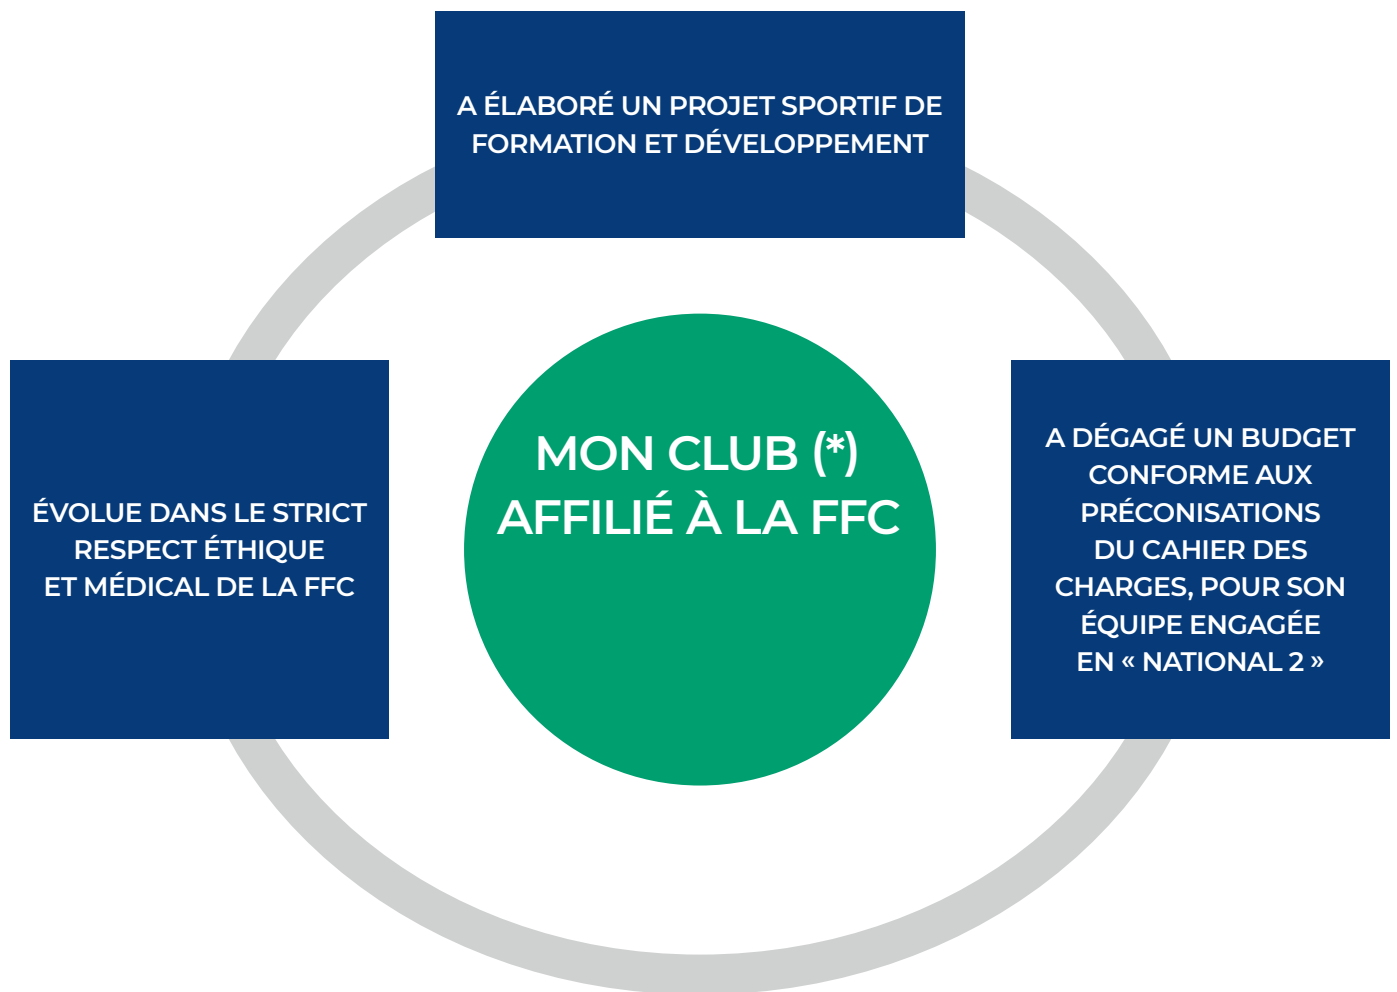 A ÉLABORÉ UN PROJET SPORTIF DE
FORMATION ET DÉVELOPPEMENT
MON CLUB (*)
AFFILIÉ À LA FFC
ÉVOLUE DANS LE STRICT
RESPECT ÉTHIQUE
ET MÉDICAL DE LA FFC
A DÉGAGÉ UN BUDGET
CONFORME AUX
PRÉCONISATIONS
DU CAHIER DES
CHARGES, POUR SON
ÉQUIPE ENGAGÉE
EN « NATIONAL 2 »